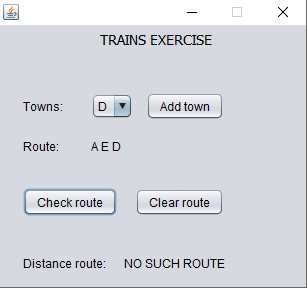 TRAINS EXERCISE
Towns: D Add town
Route: A E D
Check route Clear route
Distance route: NO SUCH ROUTE